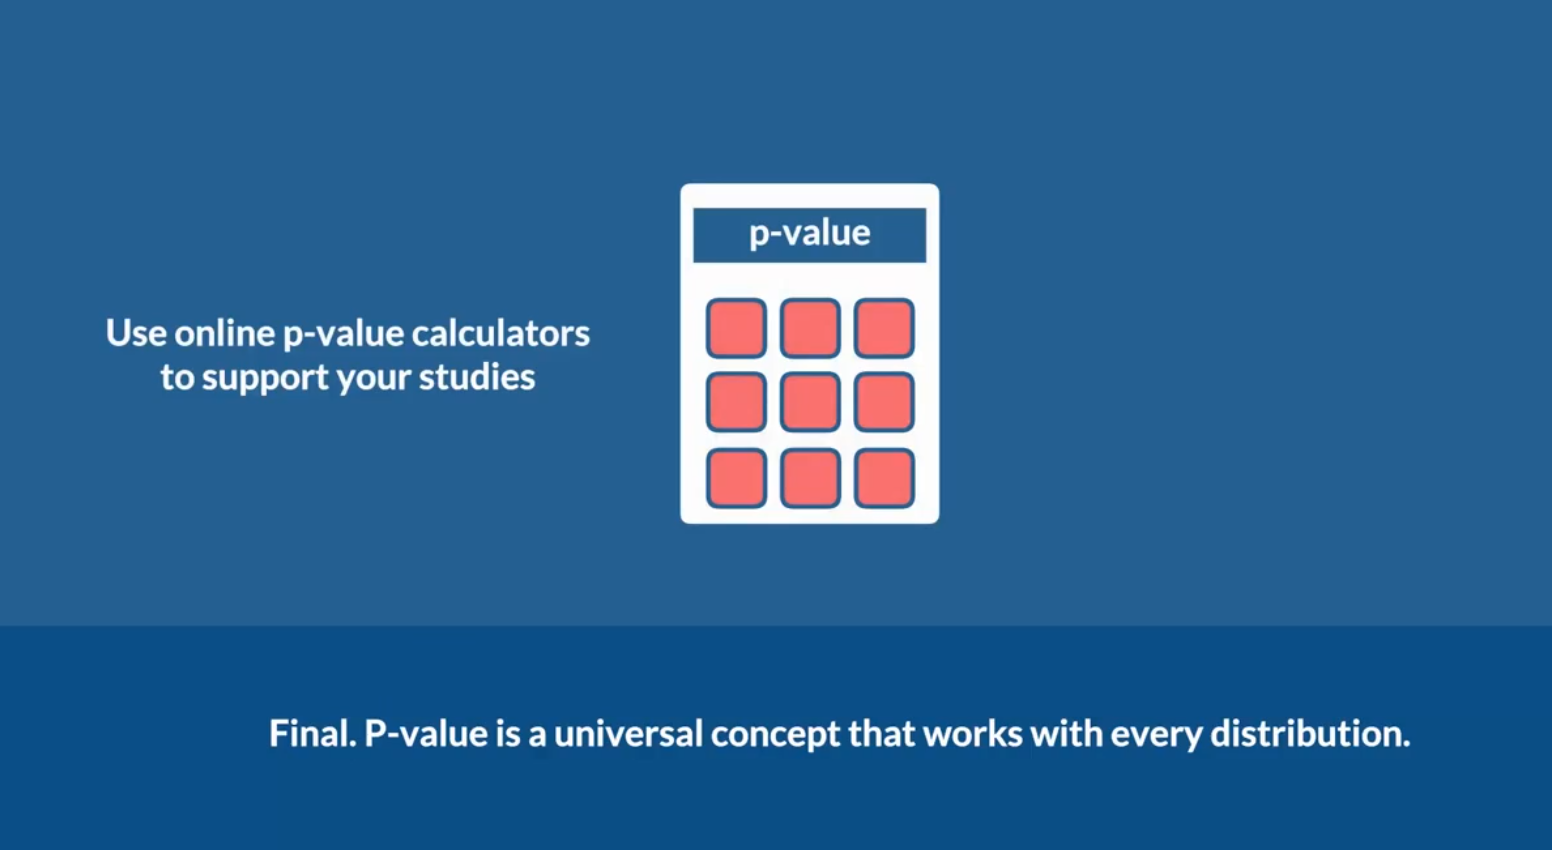 p-value
Use online p-value calculators
to support your studies
Final. P-value is a universal concept that works with every distribution.